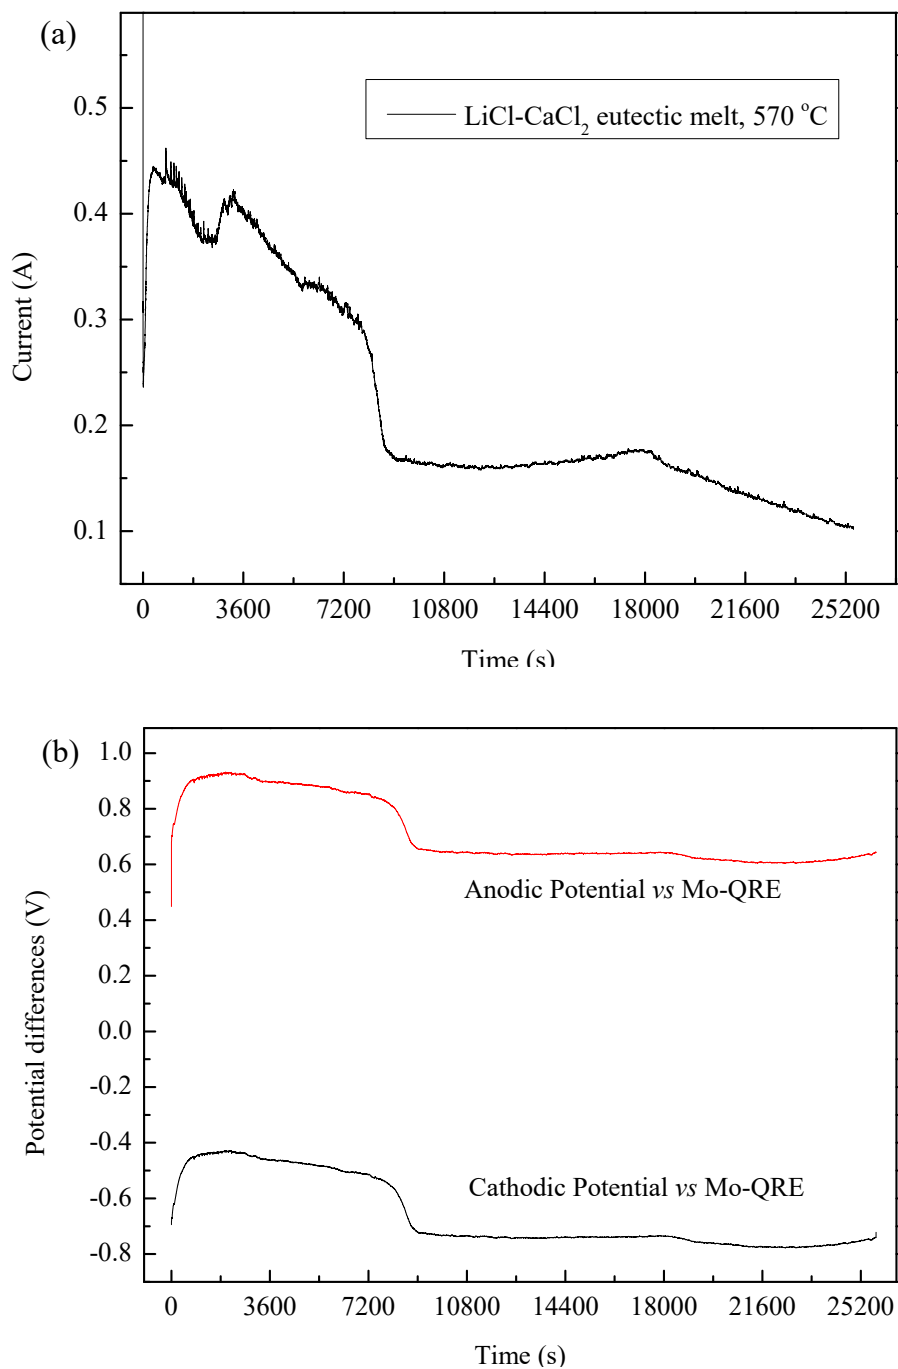 (a)
LiCl-CaCl₂ eutectic melt, 570 °C
0.5
0.4
0.3
0.2
0.1
Current (A)
0 3600 7200 10800 14400 18000 21600 25200
Time (s)
(b)
1.0
0.8
0.6
0.4
0.2
0.0
-0.2
-0.4
-0.6
-0.8
Potential differences (V)
Anodic Potential vs Mo-QRE
Cathodic Potential vs Mo-QRE
0 3600 7200 10800 14400 18000 21600 25200
Time (s)